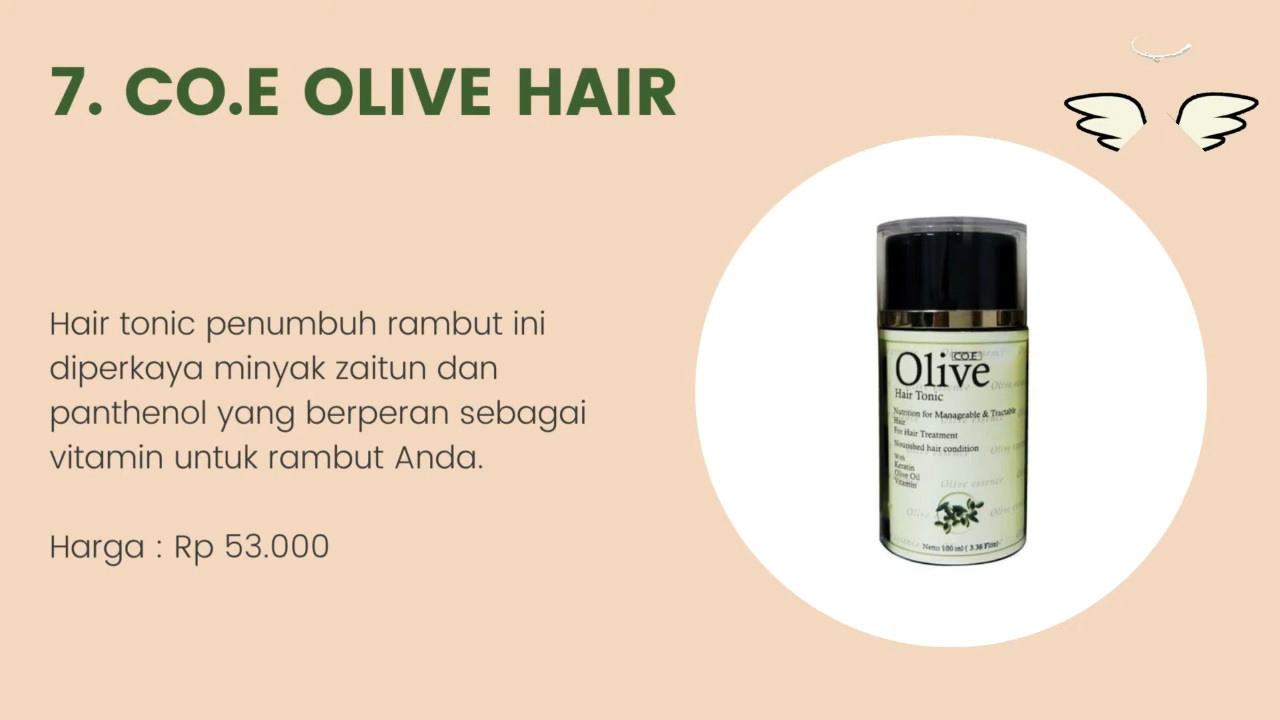 7. CO.E OLIVE HAIR
Hair tonic penumbuh rambut ini
diperkaya minyak zaitun dan
panthenol yang berperan sebagai
vitamin untuk rambut Anda.
Harga : Rp 53.000
CO.E
Olive
Hair Tonic
Nutrition for Manageable & Tractable
Hair
For Hair Treatment
Nourished hair condition
With
Keratin
Olive Oil
Vitamin
Olive essence
Netto 100 ml ( 3.38 Floz)